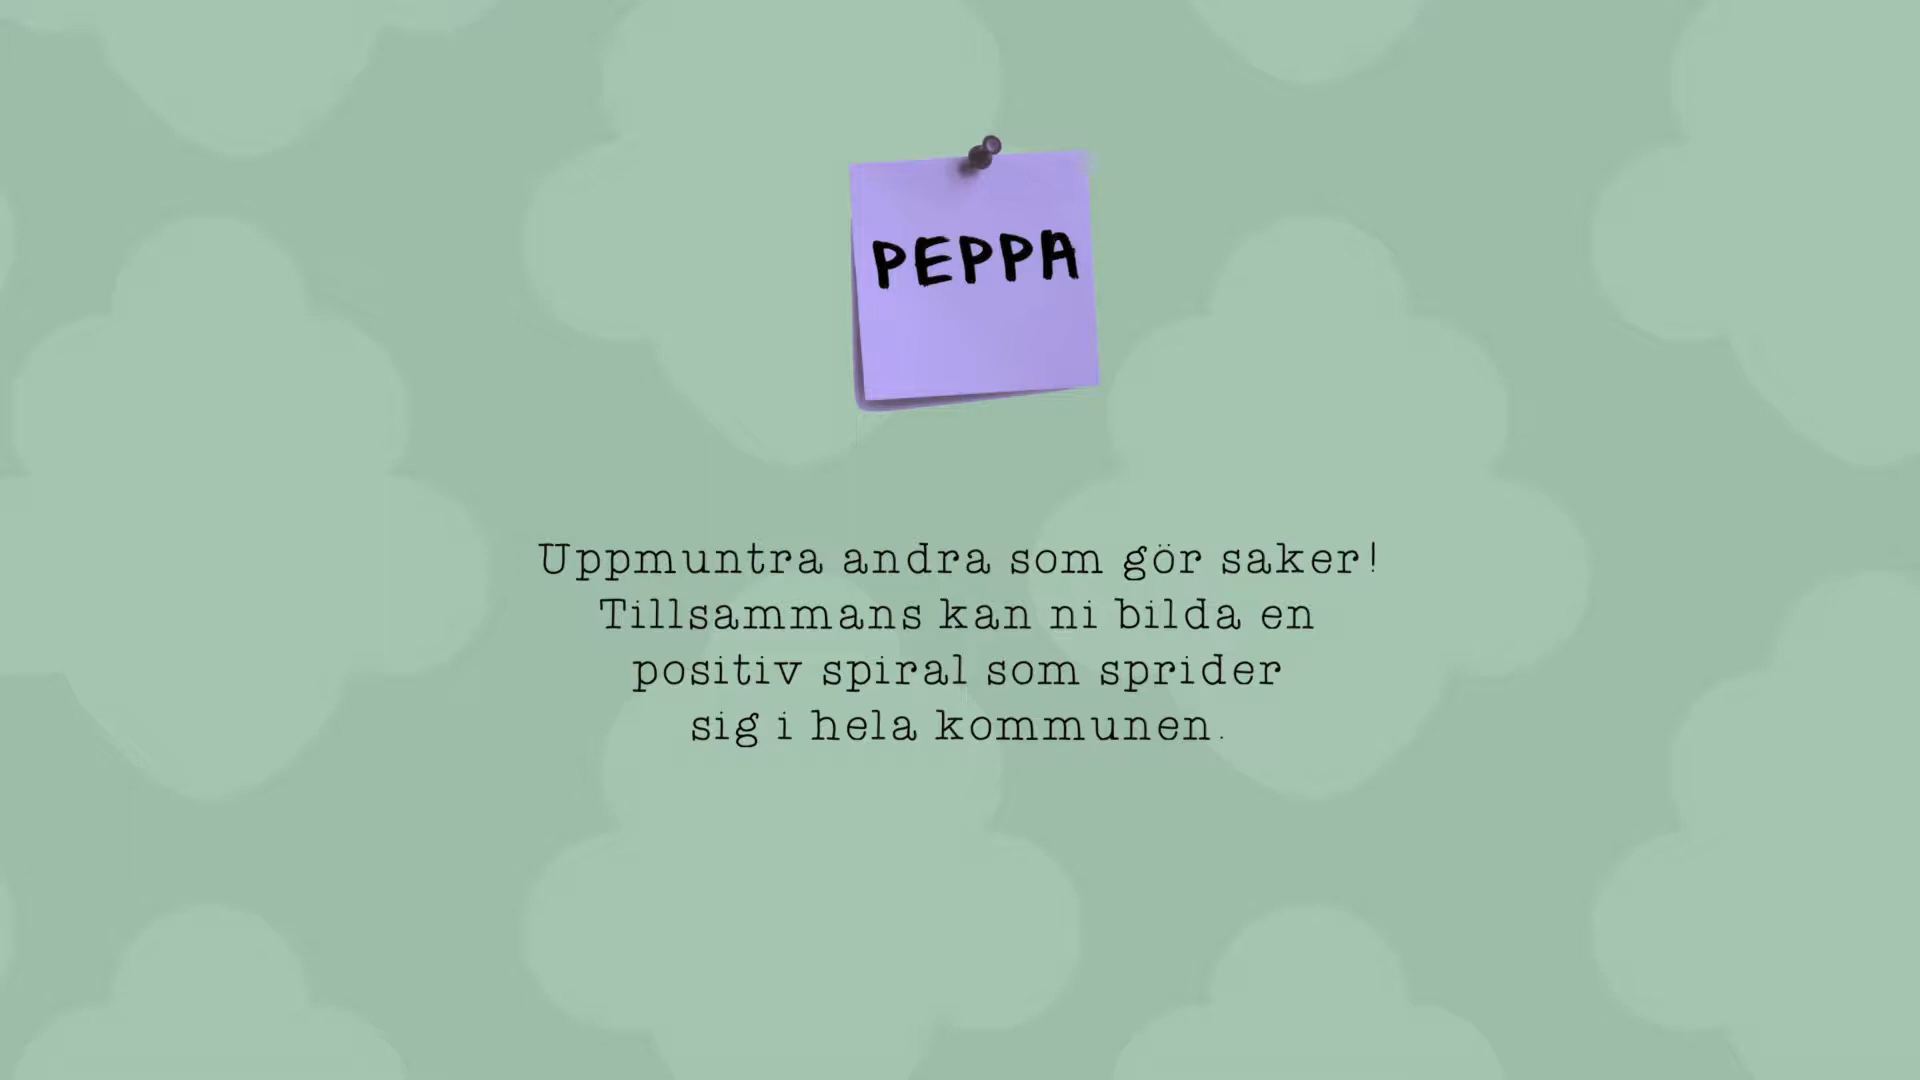 PEPPA
Uppmuntra andra som gör saker!
Tillsammans kan ni bilda en
positiv spiral som sprider
sig i hela kommunen.